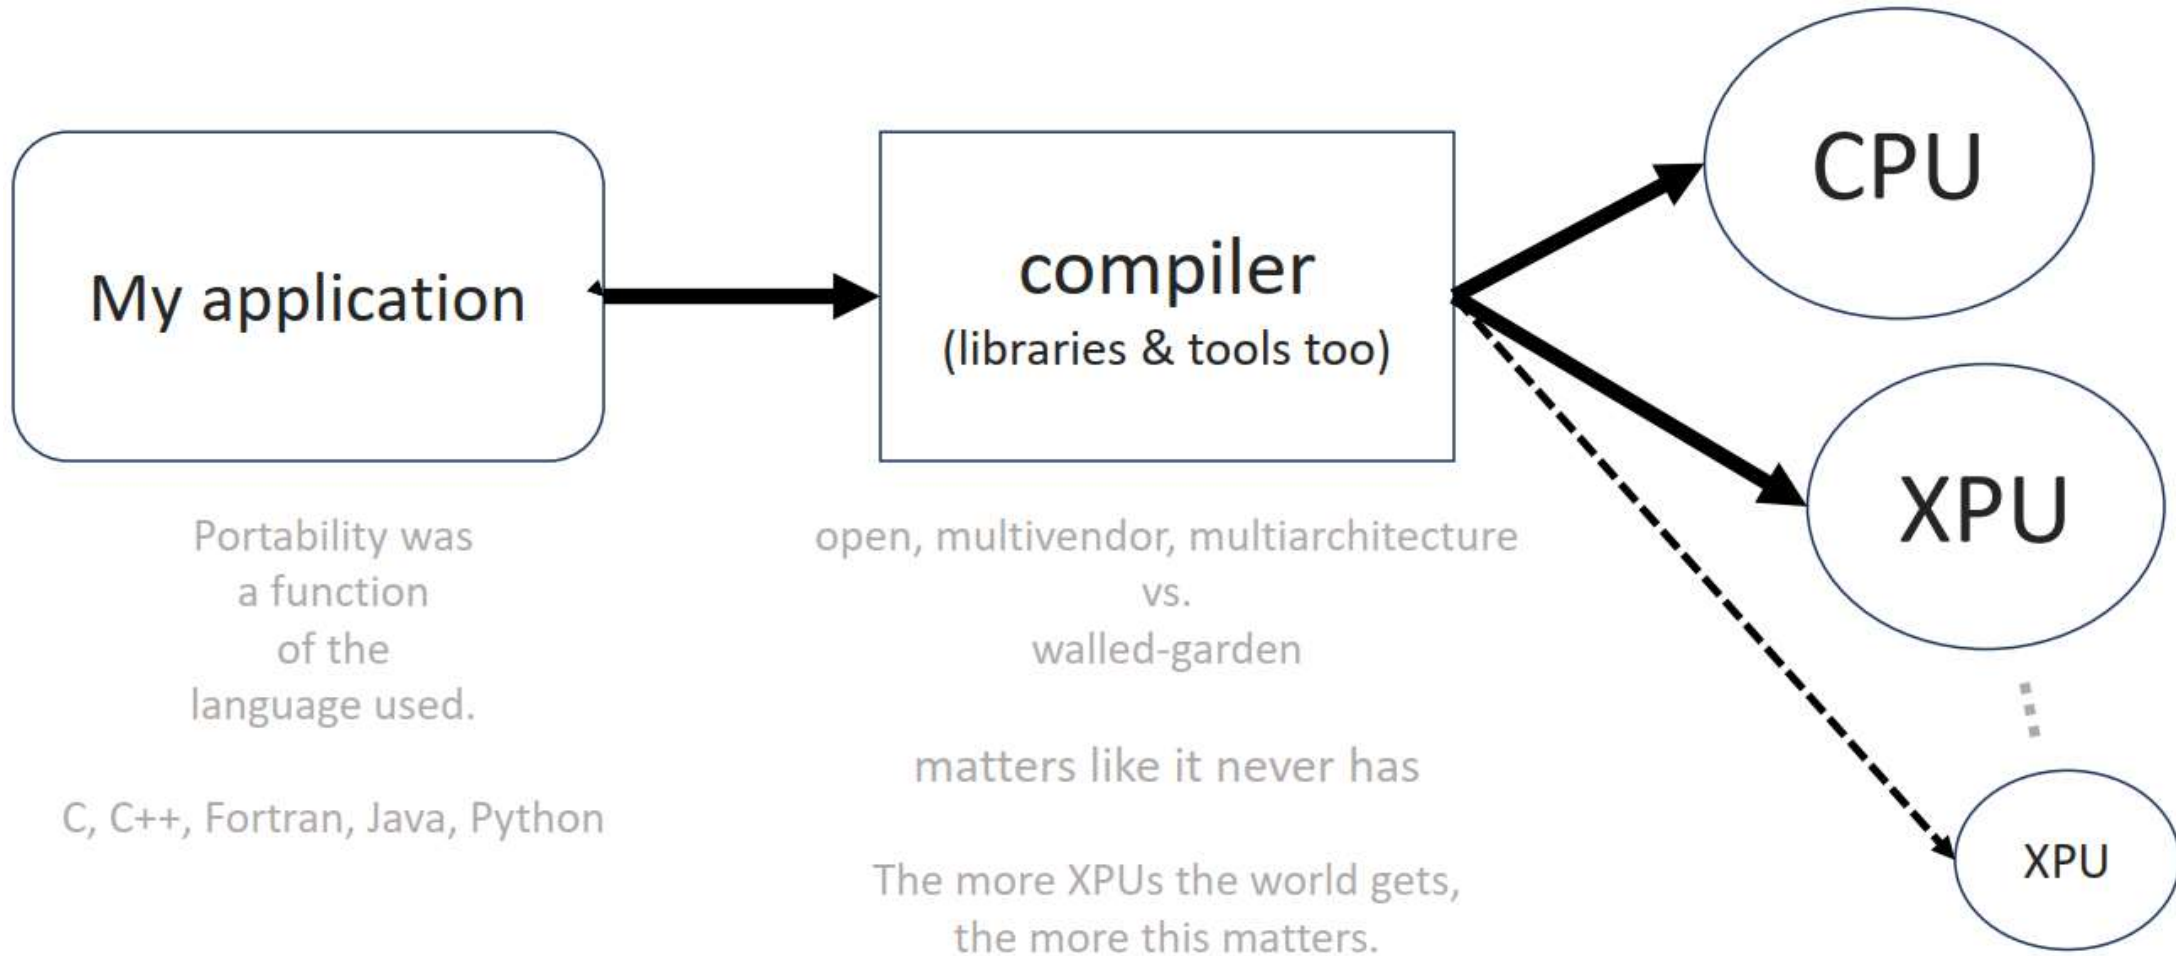 My application
compiler
(libraries & tools too)
CPU
XPU
XPU
Portability was
a function
of the
language used.
C, C++, Fortran, Java, Python
open, multivendor, multiarchitecture
vs.
walled-garden
matters like it never has
The more XPUs the world gets,
the more this matters.